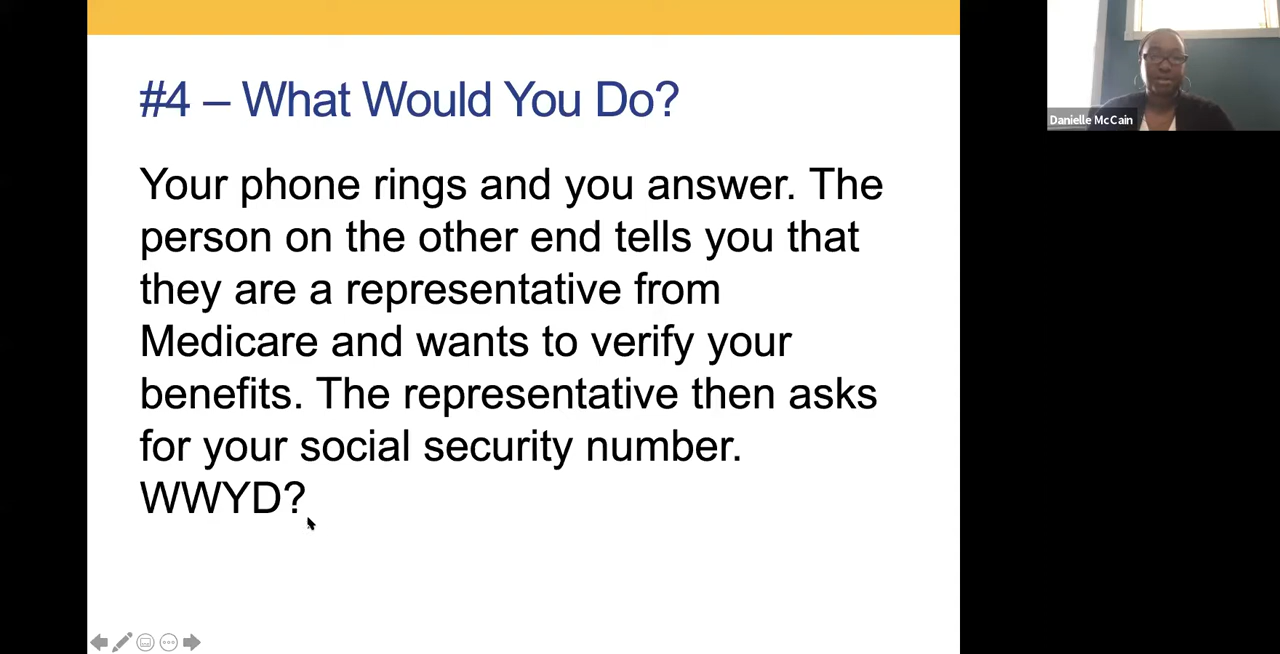 #4 – What Would You Do?
Your phone rings and you answer. The
person on the other end tells you that
they are a representative from
Medicare and wants to verify your
benefits. The representative then asks
for your social security number.
WWYD?
Danielle McCain